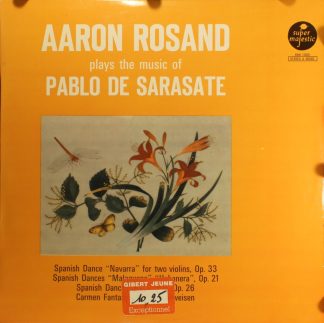 AARON ROSAND
plays the music of
PABLO DE SARASATE
super
majestic
Spanish Dance "Navarra" for two violins, Op. 33
Spanish Dances "Malaguena" "Habanera", Op. 21
Spanish Danc Op. 26
Carmen Fanta weisen
GIBERT JEUNE
10,25
Exceptionnel